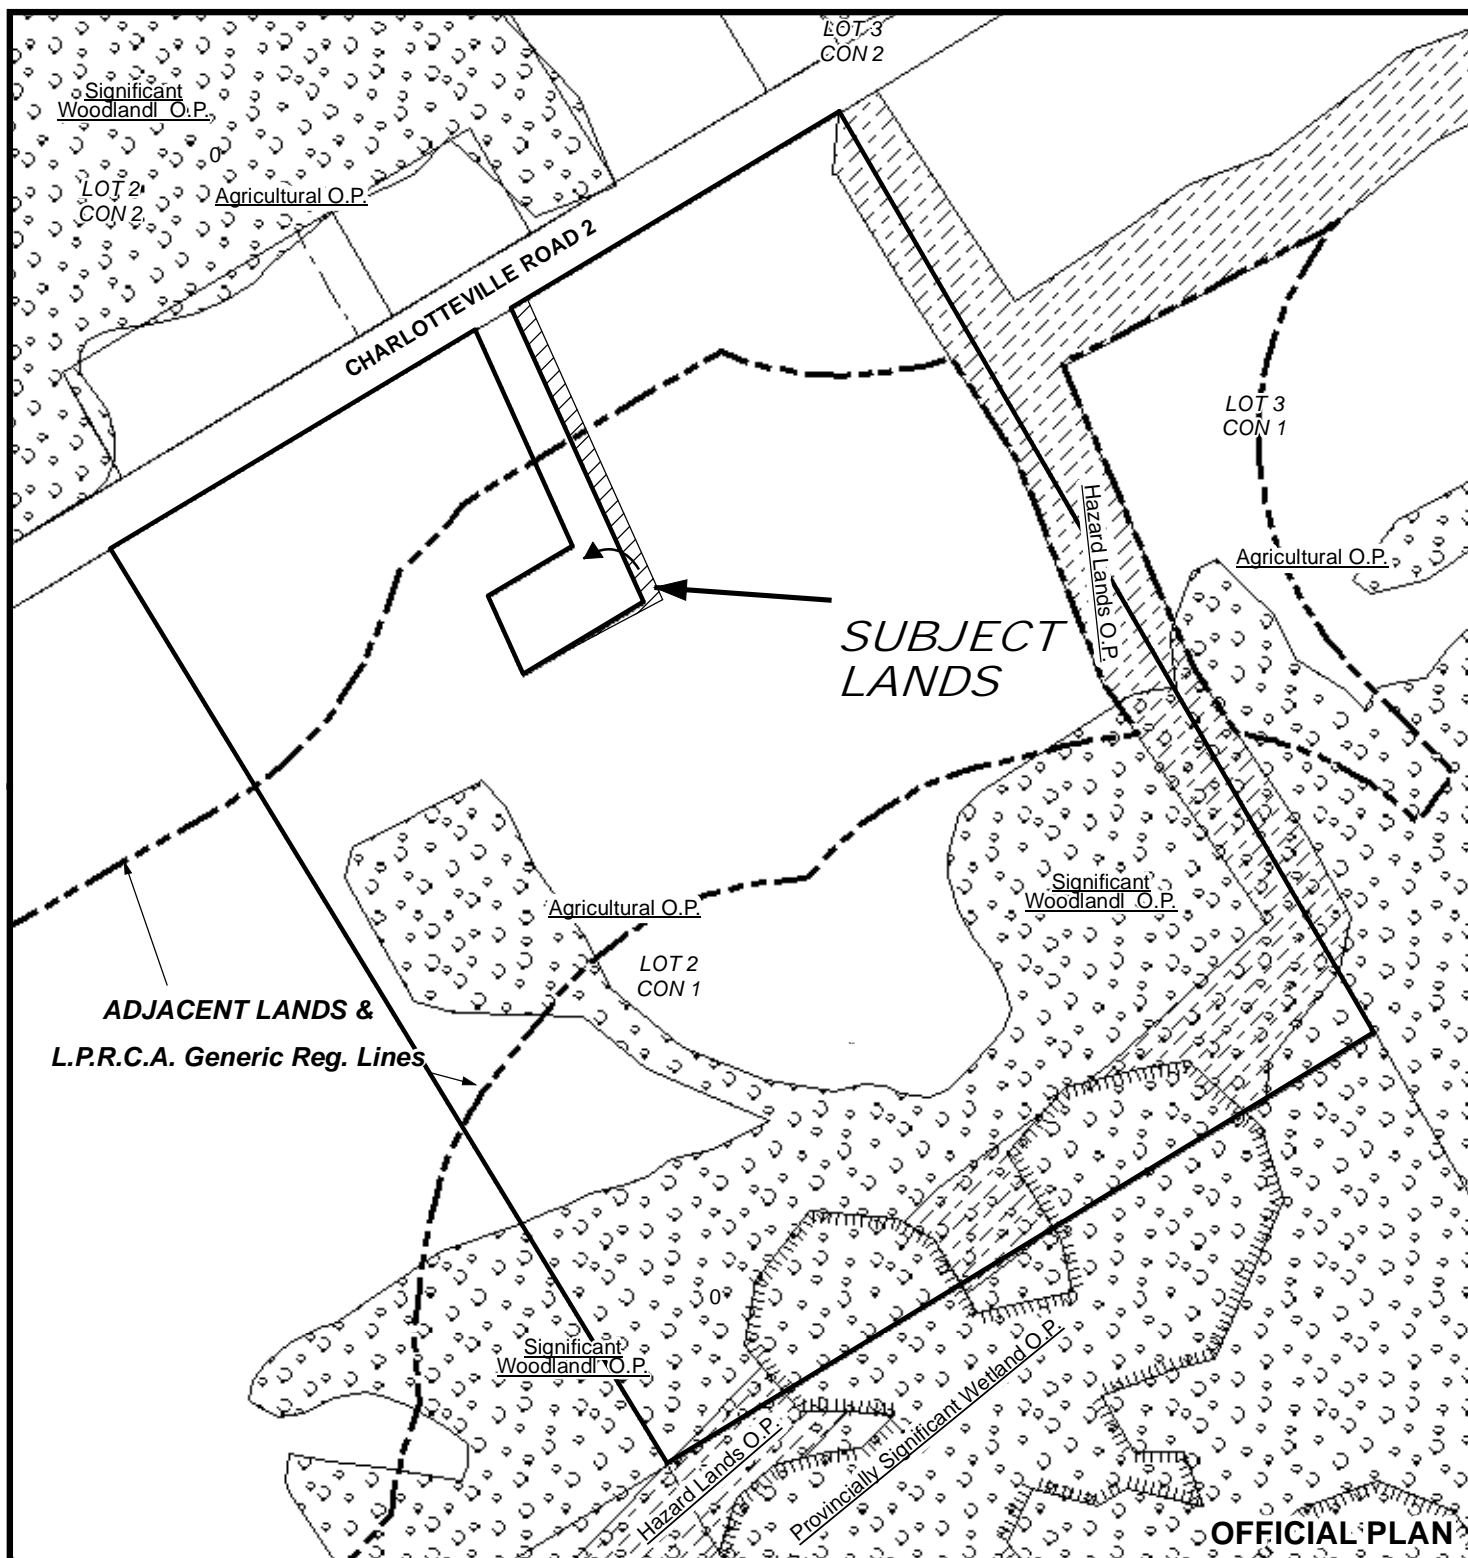 LOT 3
CON 2
Significant
Woodlandl O.P.
0
LOT 2
CON 2
Agricultural O.P.
CHARLOTTEVILLE ROAD 2
LOT 3
CON 1
Hazard Lands O.P.
Agricultural O.P.
SUBJECT
LANDS
Significant
Woodlandl O.P.
Agricultural O.P.
LOT 2
CON 1
ADJACENT LANDS &
L.P.R.C.A. Generic Reg. Lines
0
Significant
Woodlandl O.P.
Hazard Lands O.P.
Provincially Significant Wetland O.P.
OFFICIAL PLAN